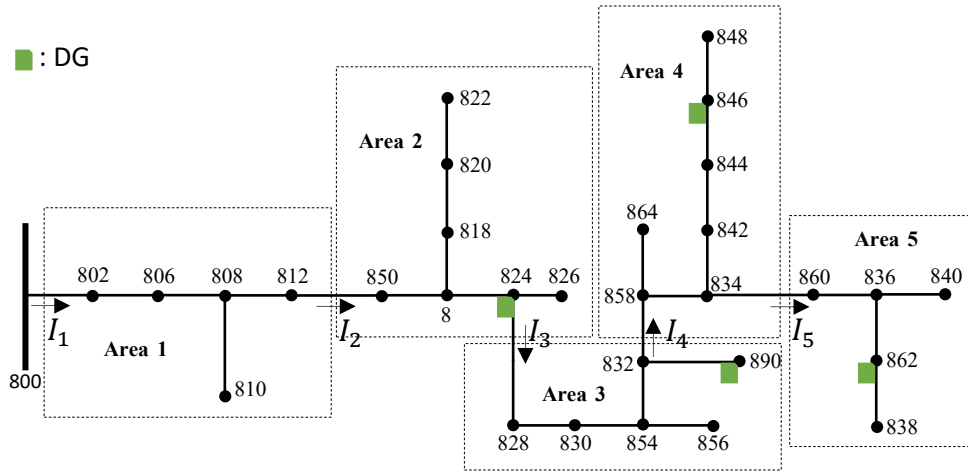 : DG
848
Area 4
846
844
842
864
858
834
822
Area 2
820
818
850
824
826
8
802
806
808
812
I₁
I₂
Area 1
810
800
I₃
I₄
832
890
Area 3
828
830
854
856
Area 5
860
836
840
I₅
862
838